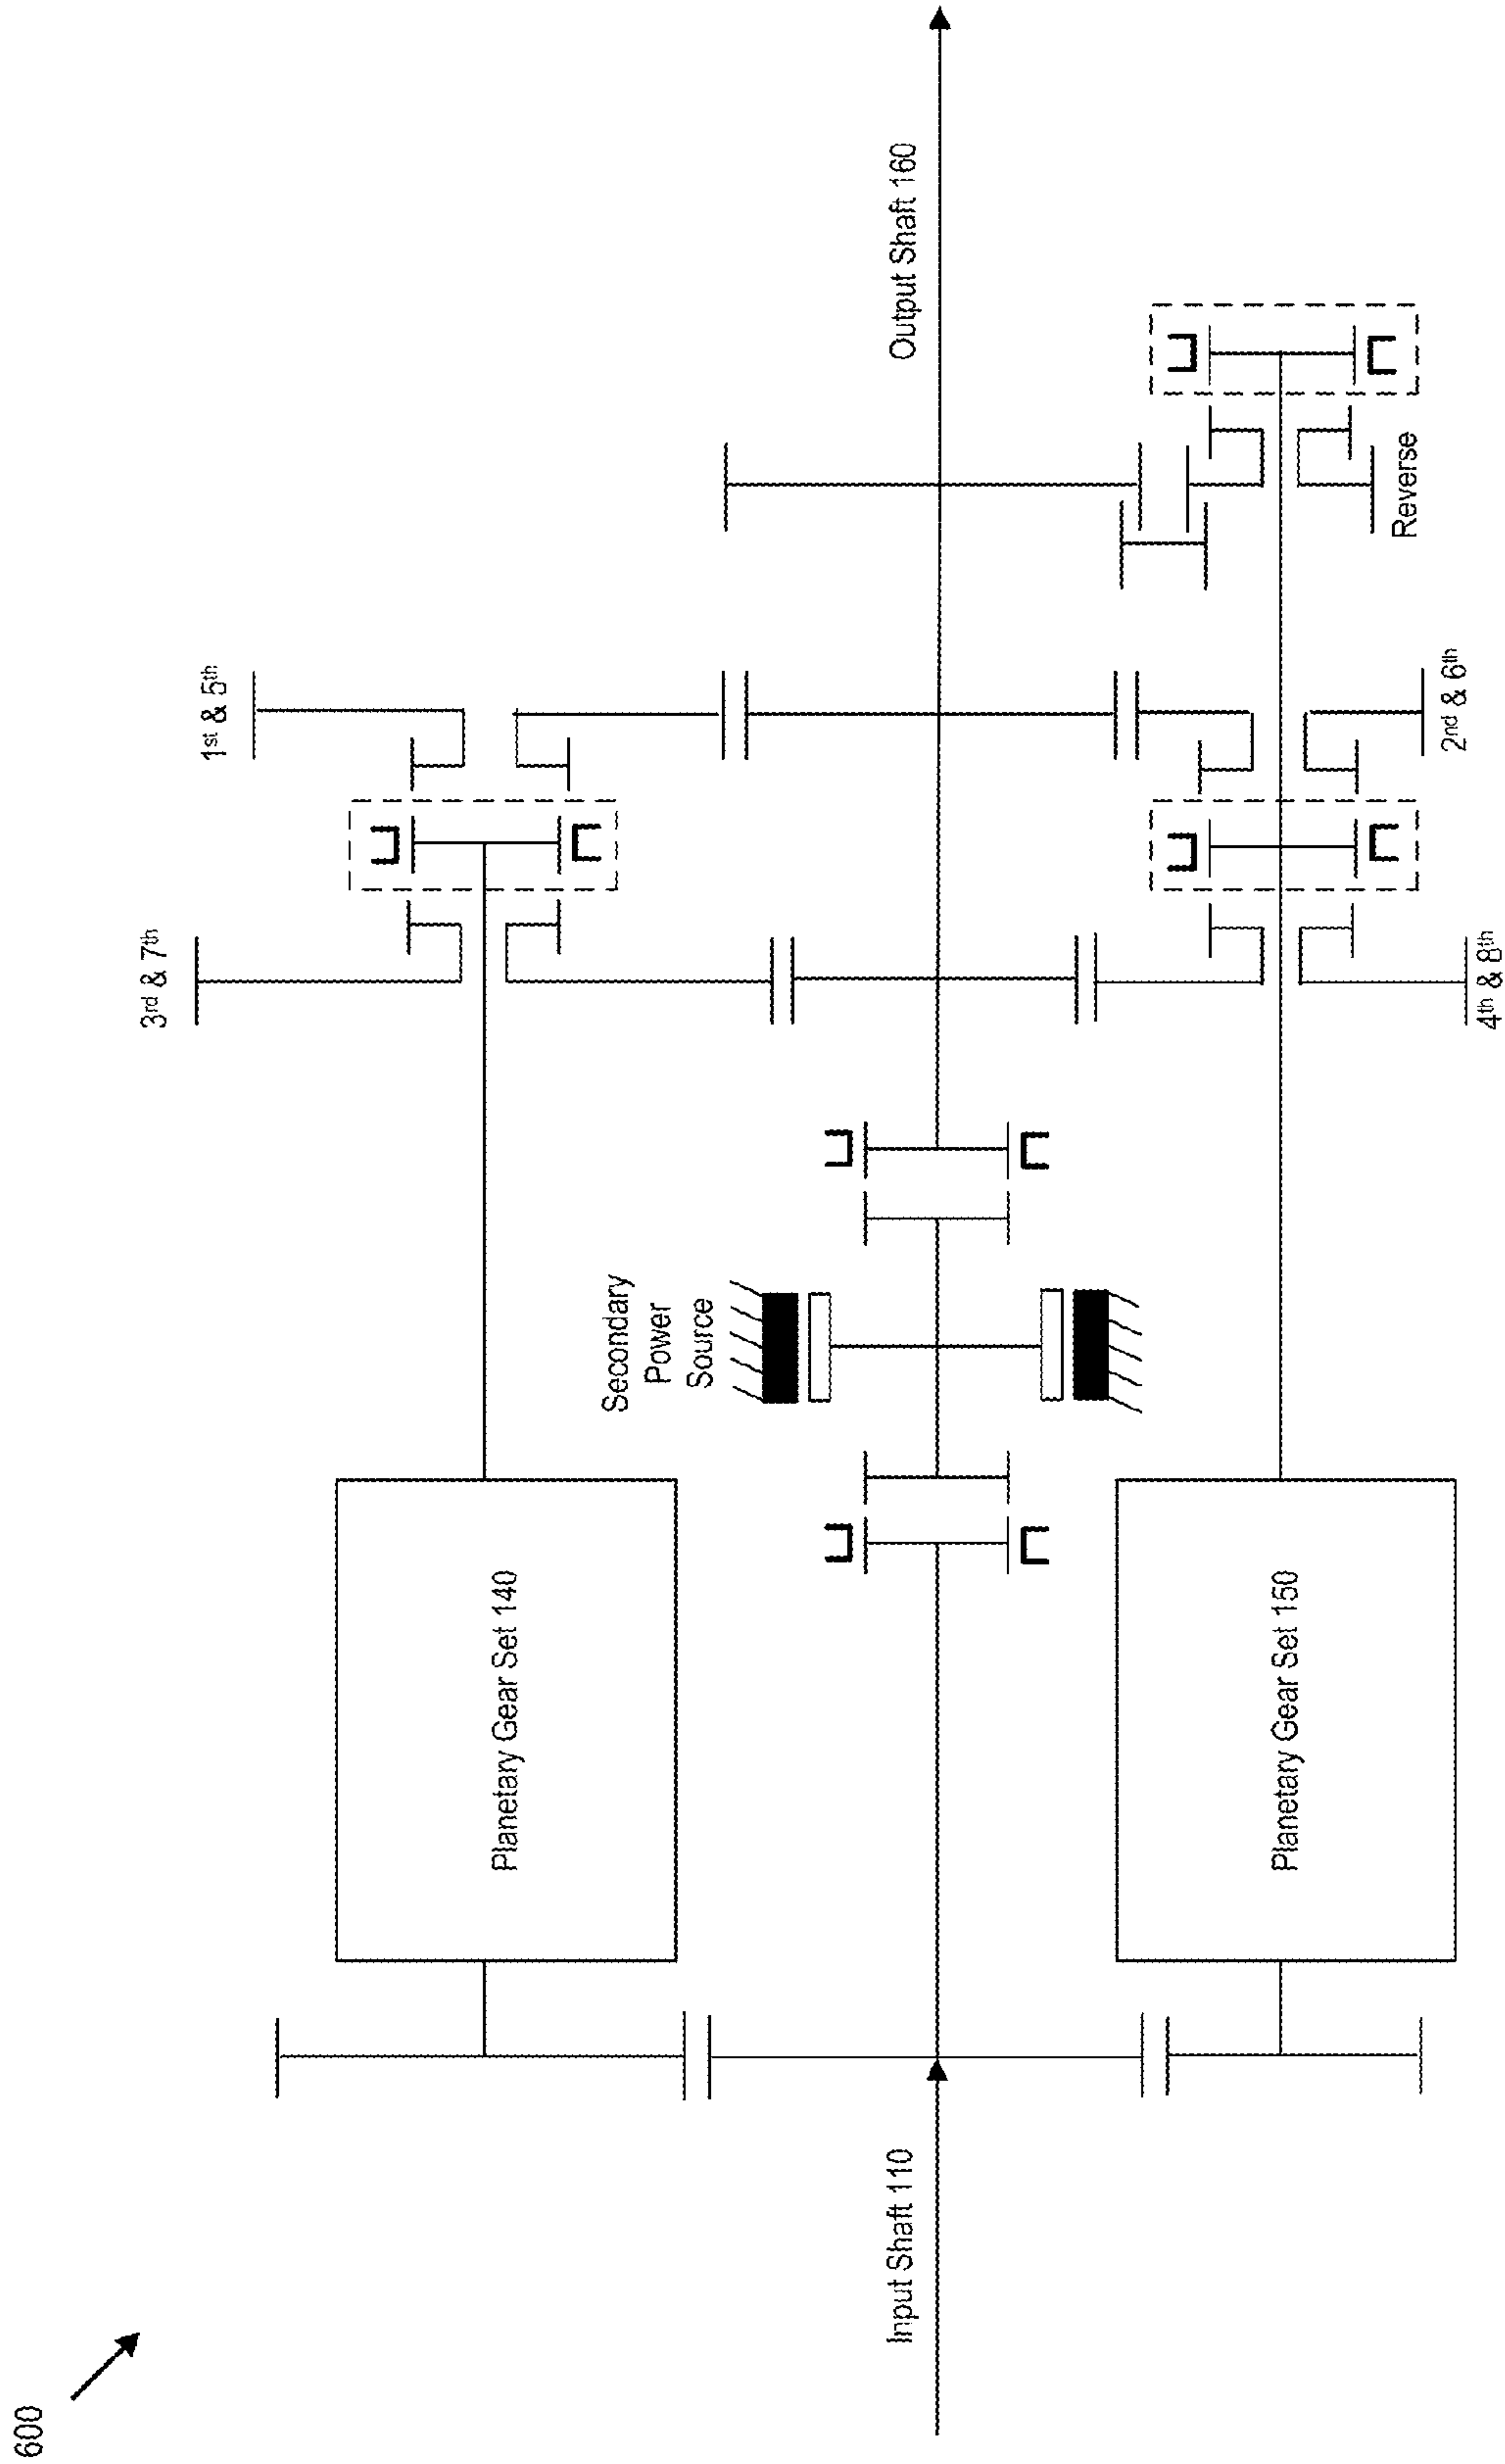 600
Input Shaft 110
Planetary Gear Set 140
Planetary Gear Set 150
Secondary
Power
Source
3rd & 7th
1st & 5th
4th & 8th
2nd & 6th
Reverse
Output Shaft 160